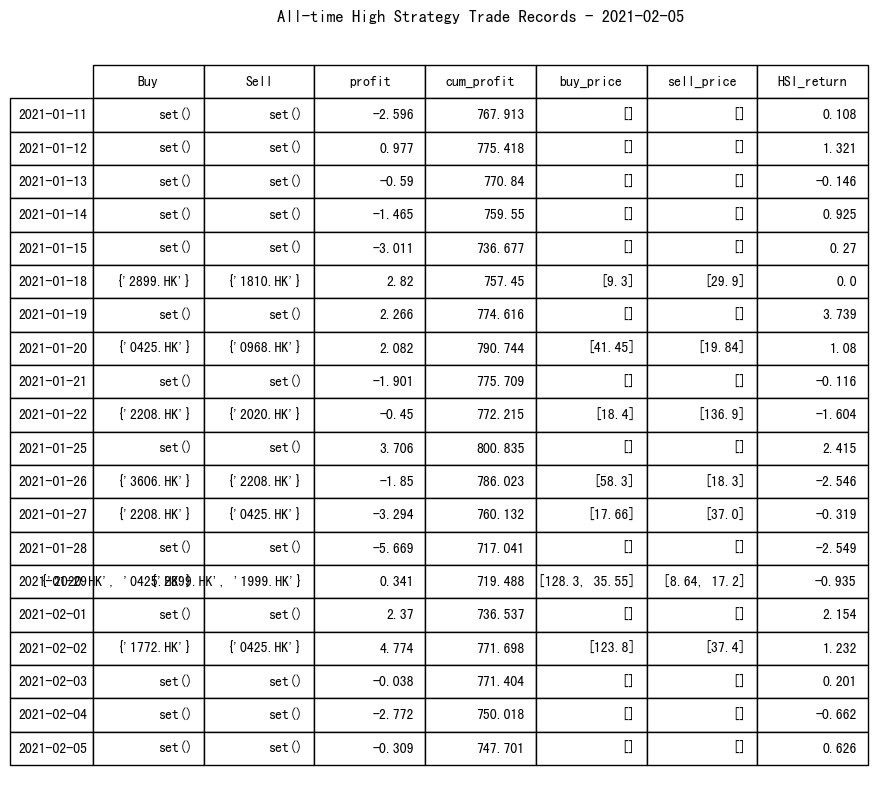 All-time High Strategy Trade Records - 2021-02-05
Buy Sell profit cum_profit buy_price sell_price HSI_return
2021-01-11 set() set() -2.596 767.913 [] [] 0.108
2021-01-12 set() set() 0.977 775.418 [] [] 1.321
2021-01-13 set() set() -0.59 770.84 [] [] -0.146
2021-01-14 set() set() -1.465 759.55 [] [] 0.925
2021-01-15 set() set() -3.011 736.677 [] [] 0.27
2021-01-18 {'2899.HK'} {'1810.HK'} 2.82 757.45 [9.3] [29.9] 0.0
2021-01-19 set() set() 2.266 774.616 [] [] 3.739
2021-01-20 {'0425.HK'} {'0968.HK'} 2.082 790.744 [41.45] [19.84] 1.08
2021-01-21 set() set() -1.901 775.709 [] [] -0.116
2021-01-22 {'2208.HK'} {'2020.HK'} -0.45 772.215 [18.4] [136.9] -1.604
2021-01-25 set() set() 3.706 800.835 [] [] 2.415
2021-01-26 {'3606.HK'} {'2208.HK'} -1.85 786.023 [58.3] [18.3] -2.546
2021-01-27 {'2208.HK'} {'0425.HK'} -3.294 760.132 [17.66] [37.0] -0.319
2021-01-28 set() set() -5.669 717.041 [] [] -2.549
2021-01-29 {'2020.HK', '0425.HK'} {'2899.HK', '1999.HK'} 0.341 719.488 [128.3, 35.55] [8.64, 17.2] -0.935
2021-02-01 set() set() 2.37 736.537 [] [] 2.154
2021-02-02 {'1772.HK'} {'0425.HK'} 4.774 771.698 [123.8] [37.4] 1.232
2021-02-03 set() set() -0.038 771.404 [] [] 0.201
2021-02-04 set() set() -2.772 750.018 [] [] -0.662
2021-02-05 set() set() -0.309 747.701 [] [] 0.626